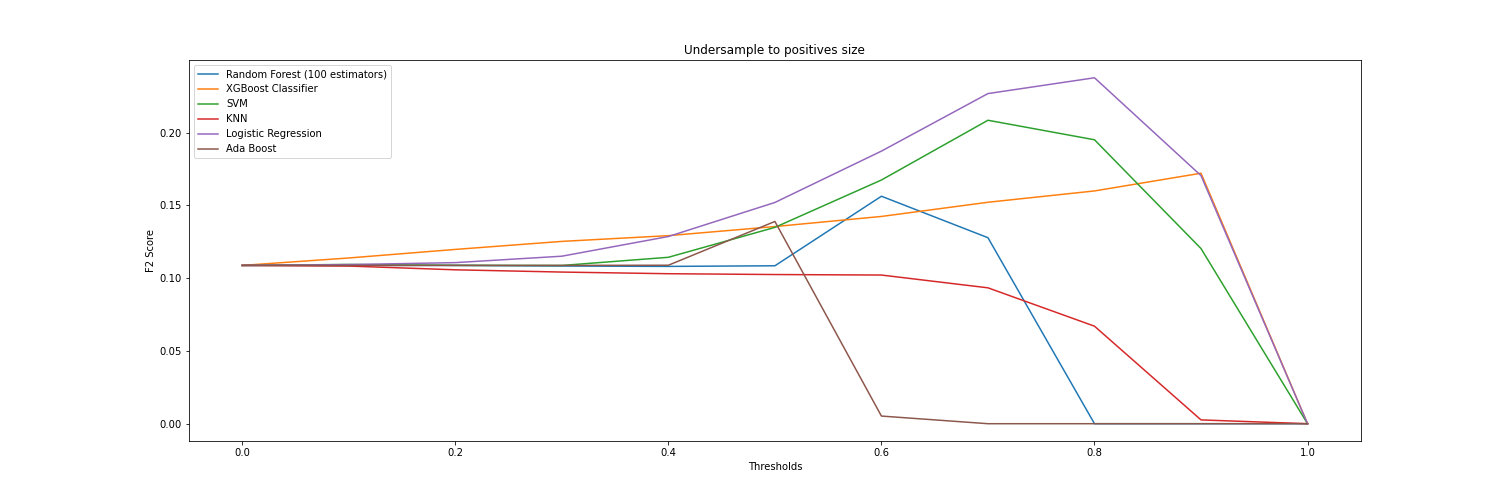 Undersample to positives size
Random Forest (100 estimators)
XGBoost Classifier
SVM
KNN
Logistic Regression
Ada Boost
F2 Score
0.20
0.15
0.10
0.05
0.00
0.0 0.2 0.4 0.6 0.8 1.0
Thresholds